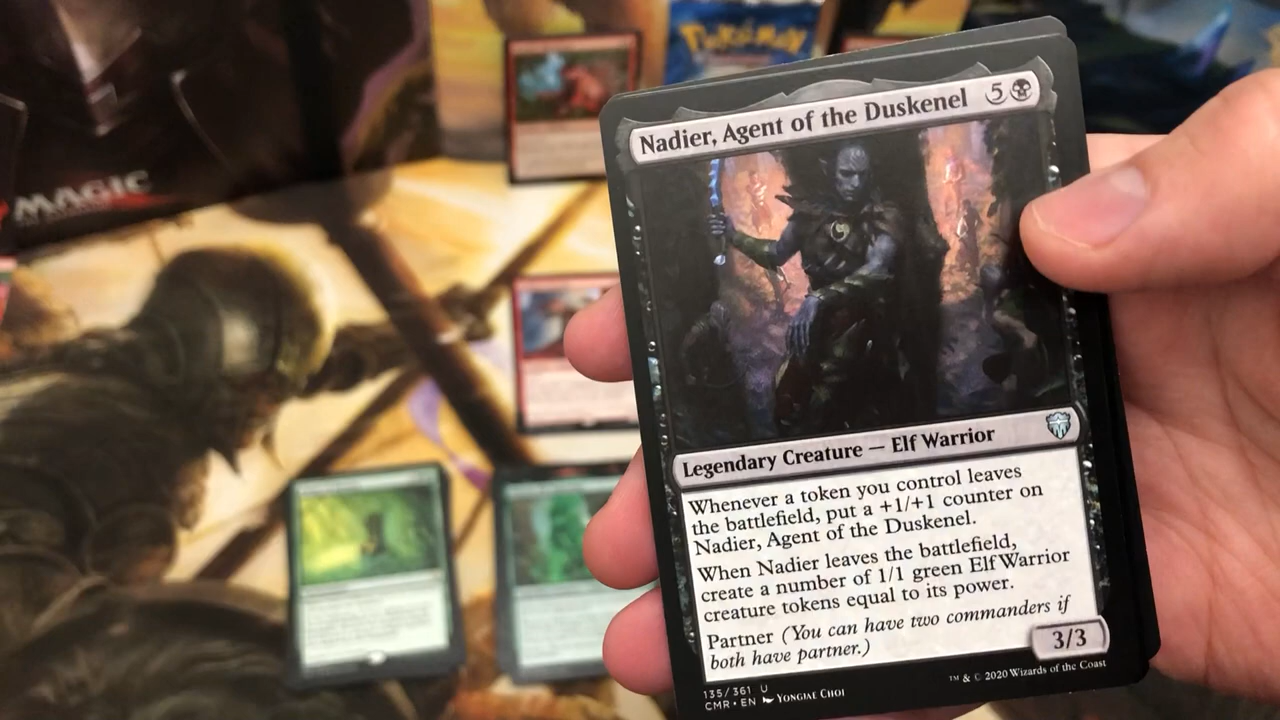 Pokémon
MAGIC
Nadier, Agent of the Duskenel 5
Legendary Creature — Elf Warrior
Whenever a token you control leaves
the battlefield, put a +1/+1 counter on
Nadier, Agent of the Duskenel.
When Nadier leaves the battlefield,
create a number of 1/1 green Elf Warrior
creature tokens equal to its power.
Partner (You can have two commanders if
both have partner.)
3/3
135/361 U
CMR • EN YONGJAE CHOI
™ & © 2020 Wizards of the Coast